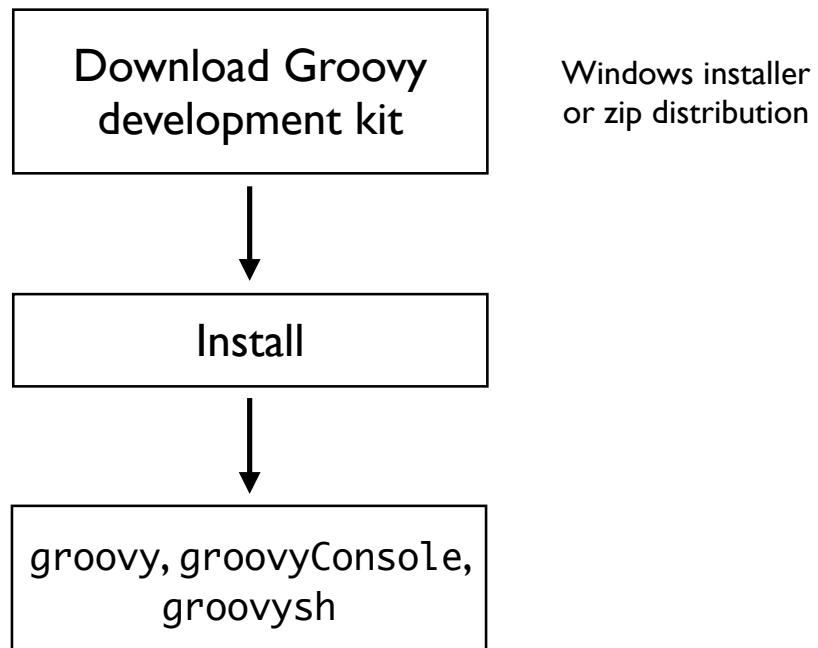 Download Groovy
development kit
Windows installer
or zip distribution
Install
groovy, groovyConsole,
groovysh